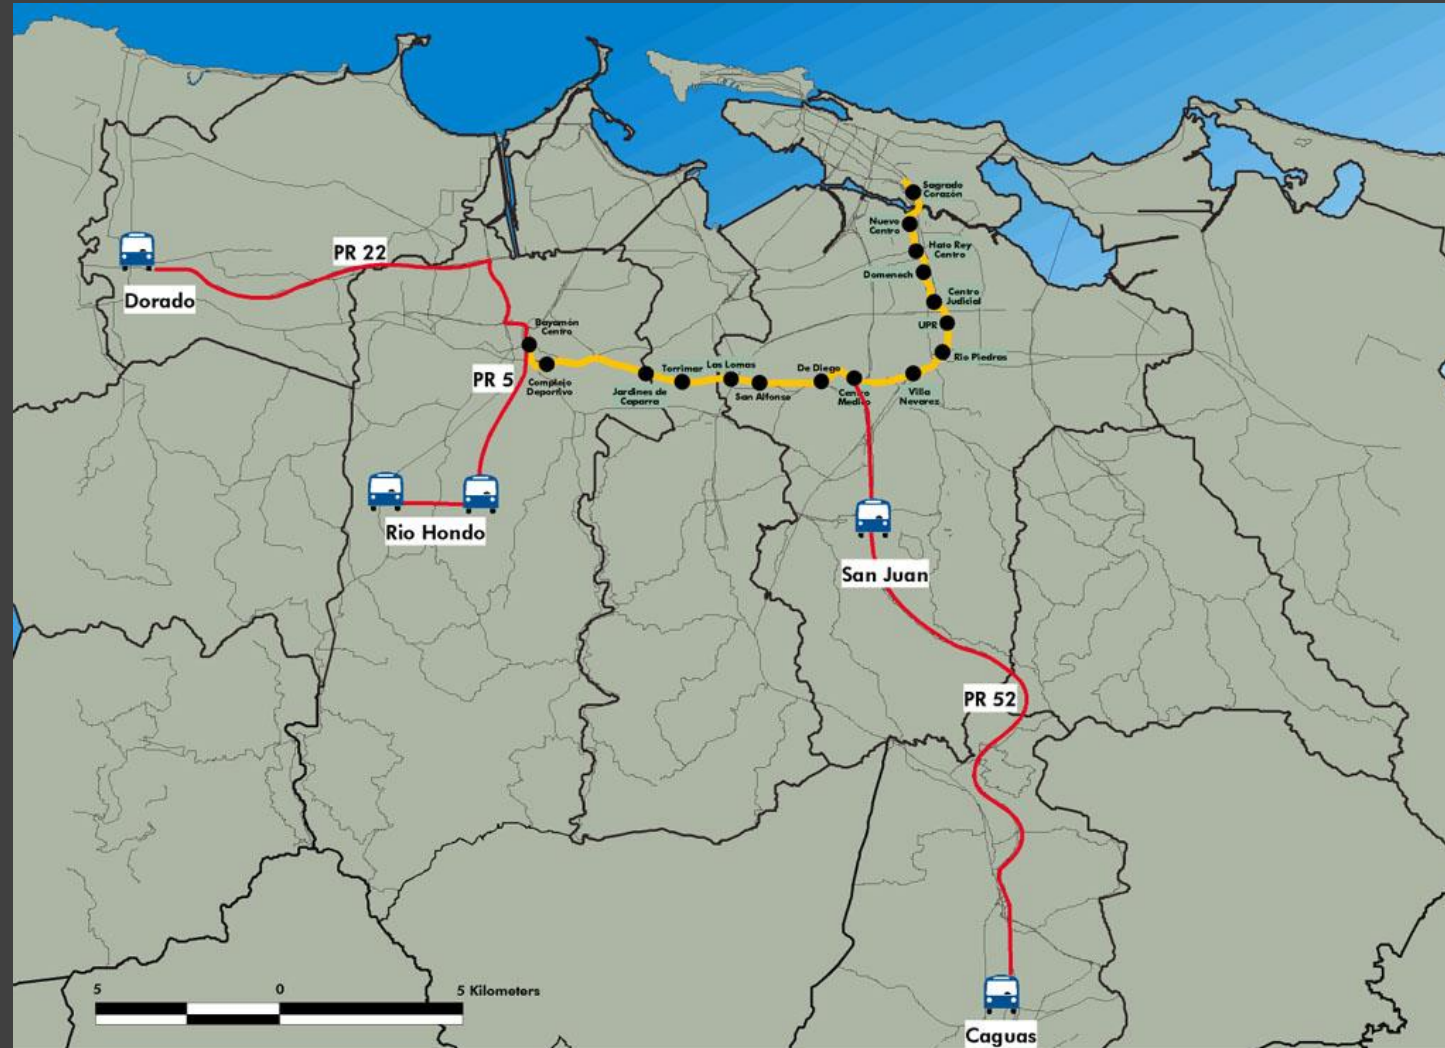 Sagrado
Corazón
Nuevo
Centro
Hato Rey
Centro
Domenech
Centro
Judicial
UPR
Rio Piedras
PR 22
Dorado
Bayamón
Centro
PR 5
Complejo
Deportivo
Jardines de
Caparra
Torrimar
Las Lomas
San Alfonso
De Diego
Centro
Medico
Villa
Nevarez
Rio Hondo
San Juan
PR 52
5 0 5 Kilometers
Caguas